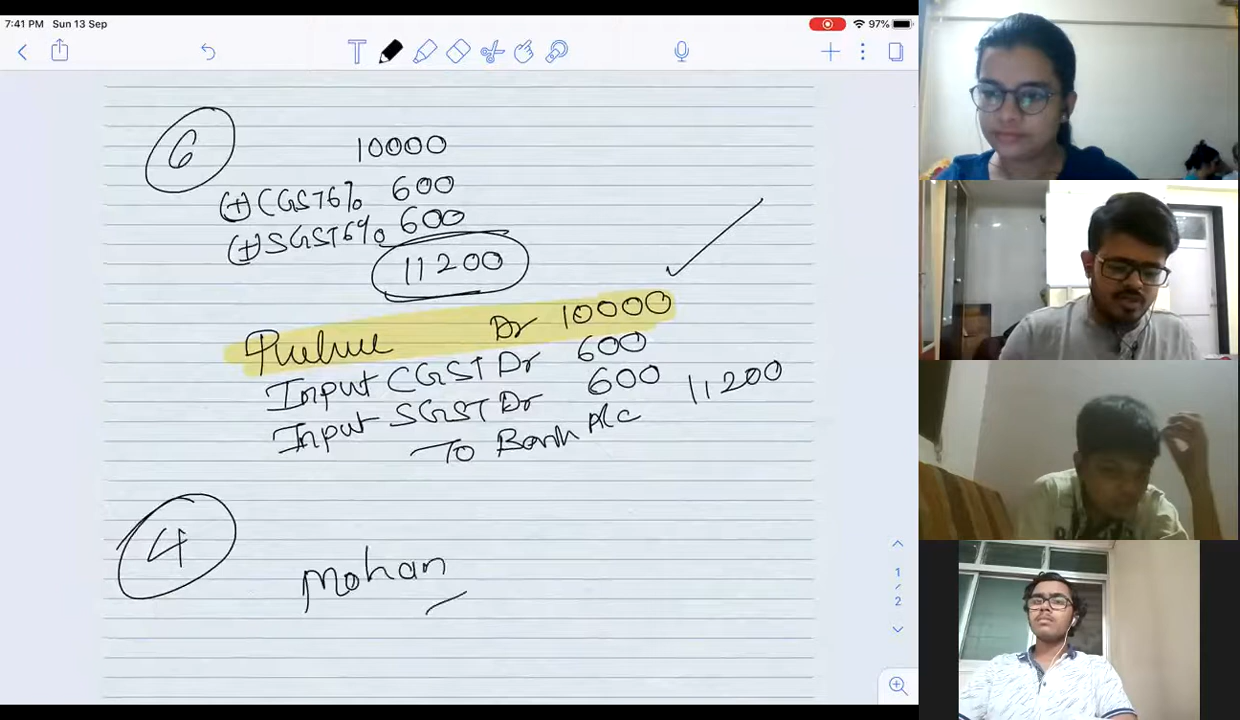 7:41 PM Sun 13 Sep
97%
T
6
10000
(+) CGST 6% 600
(+) SGST 6% 600
11200
Dr 10000
Input CGST Dr 600
Input SGST Dr 600
To Bank A/c 11200
4
Mohan
1
2